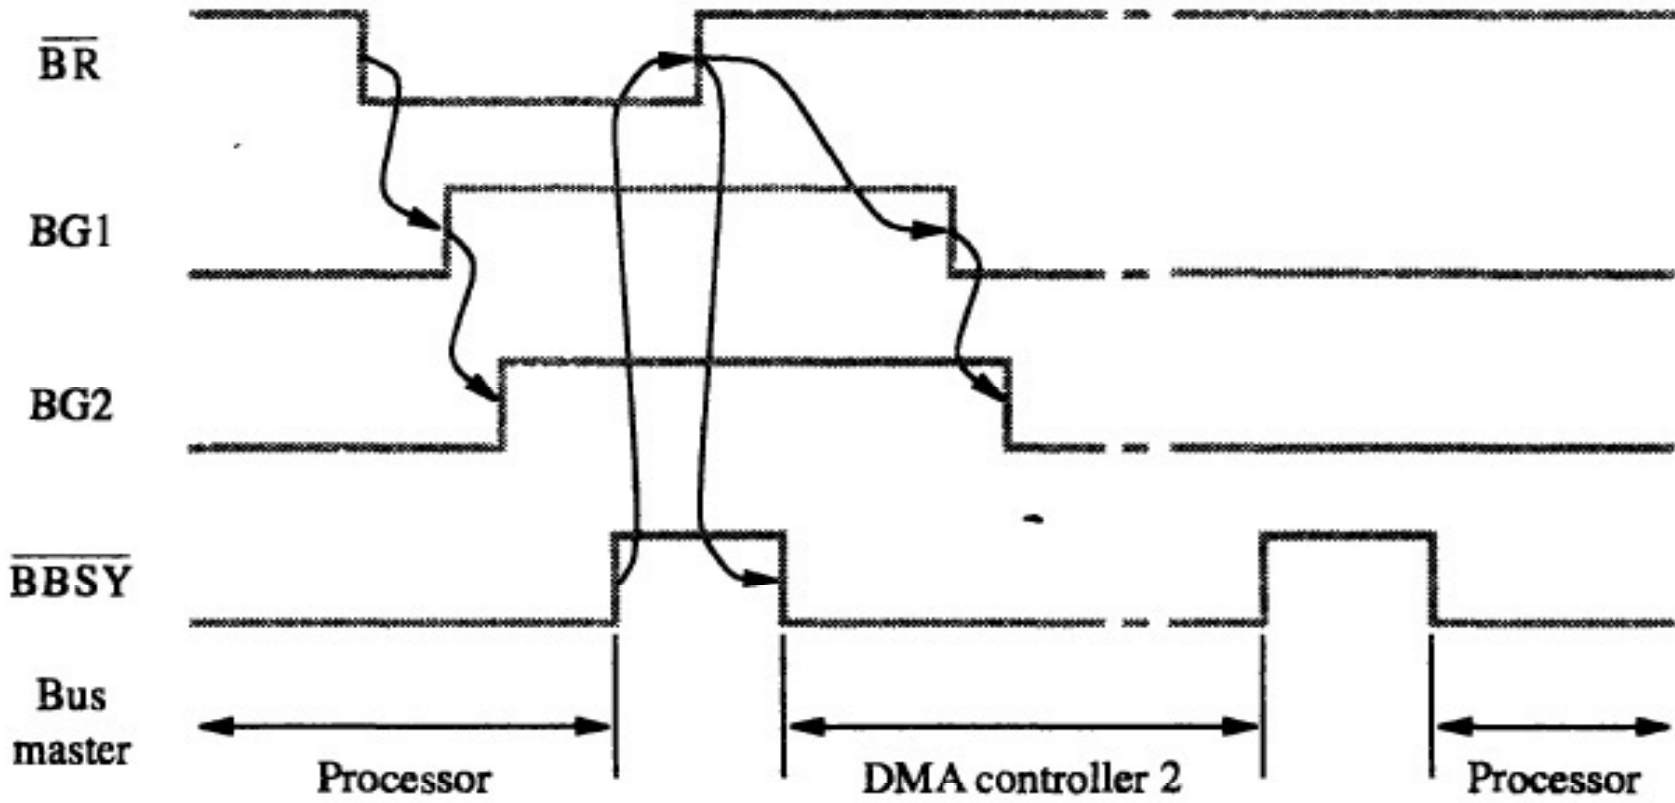 BR
BG1
BG2
BBSY
Bus
master
Processor
DMA controller 2
Processor